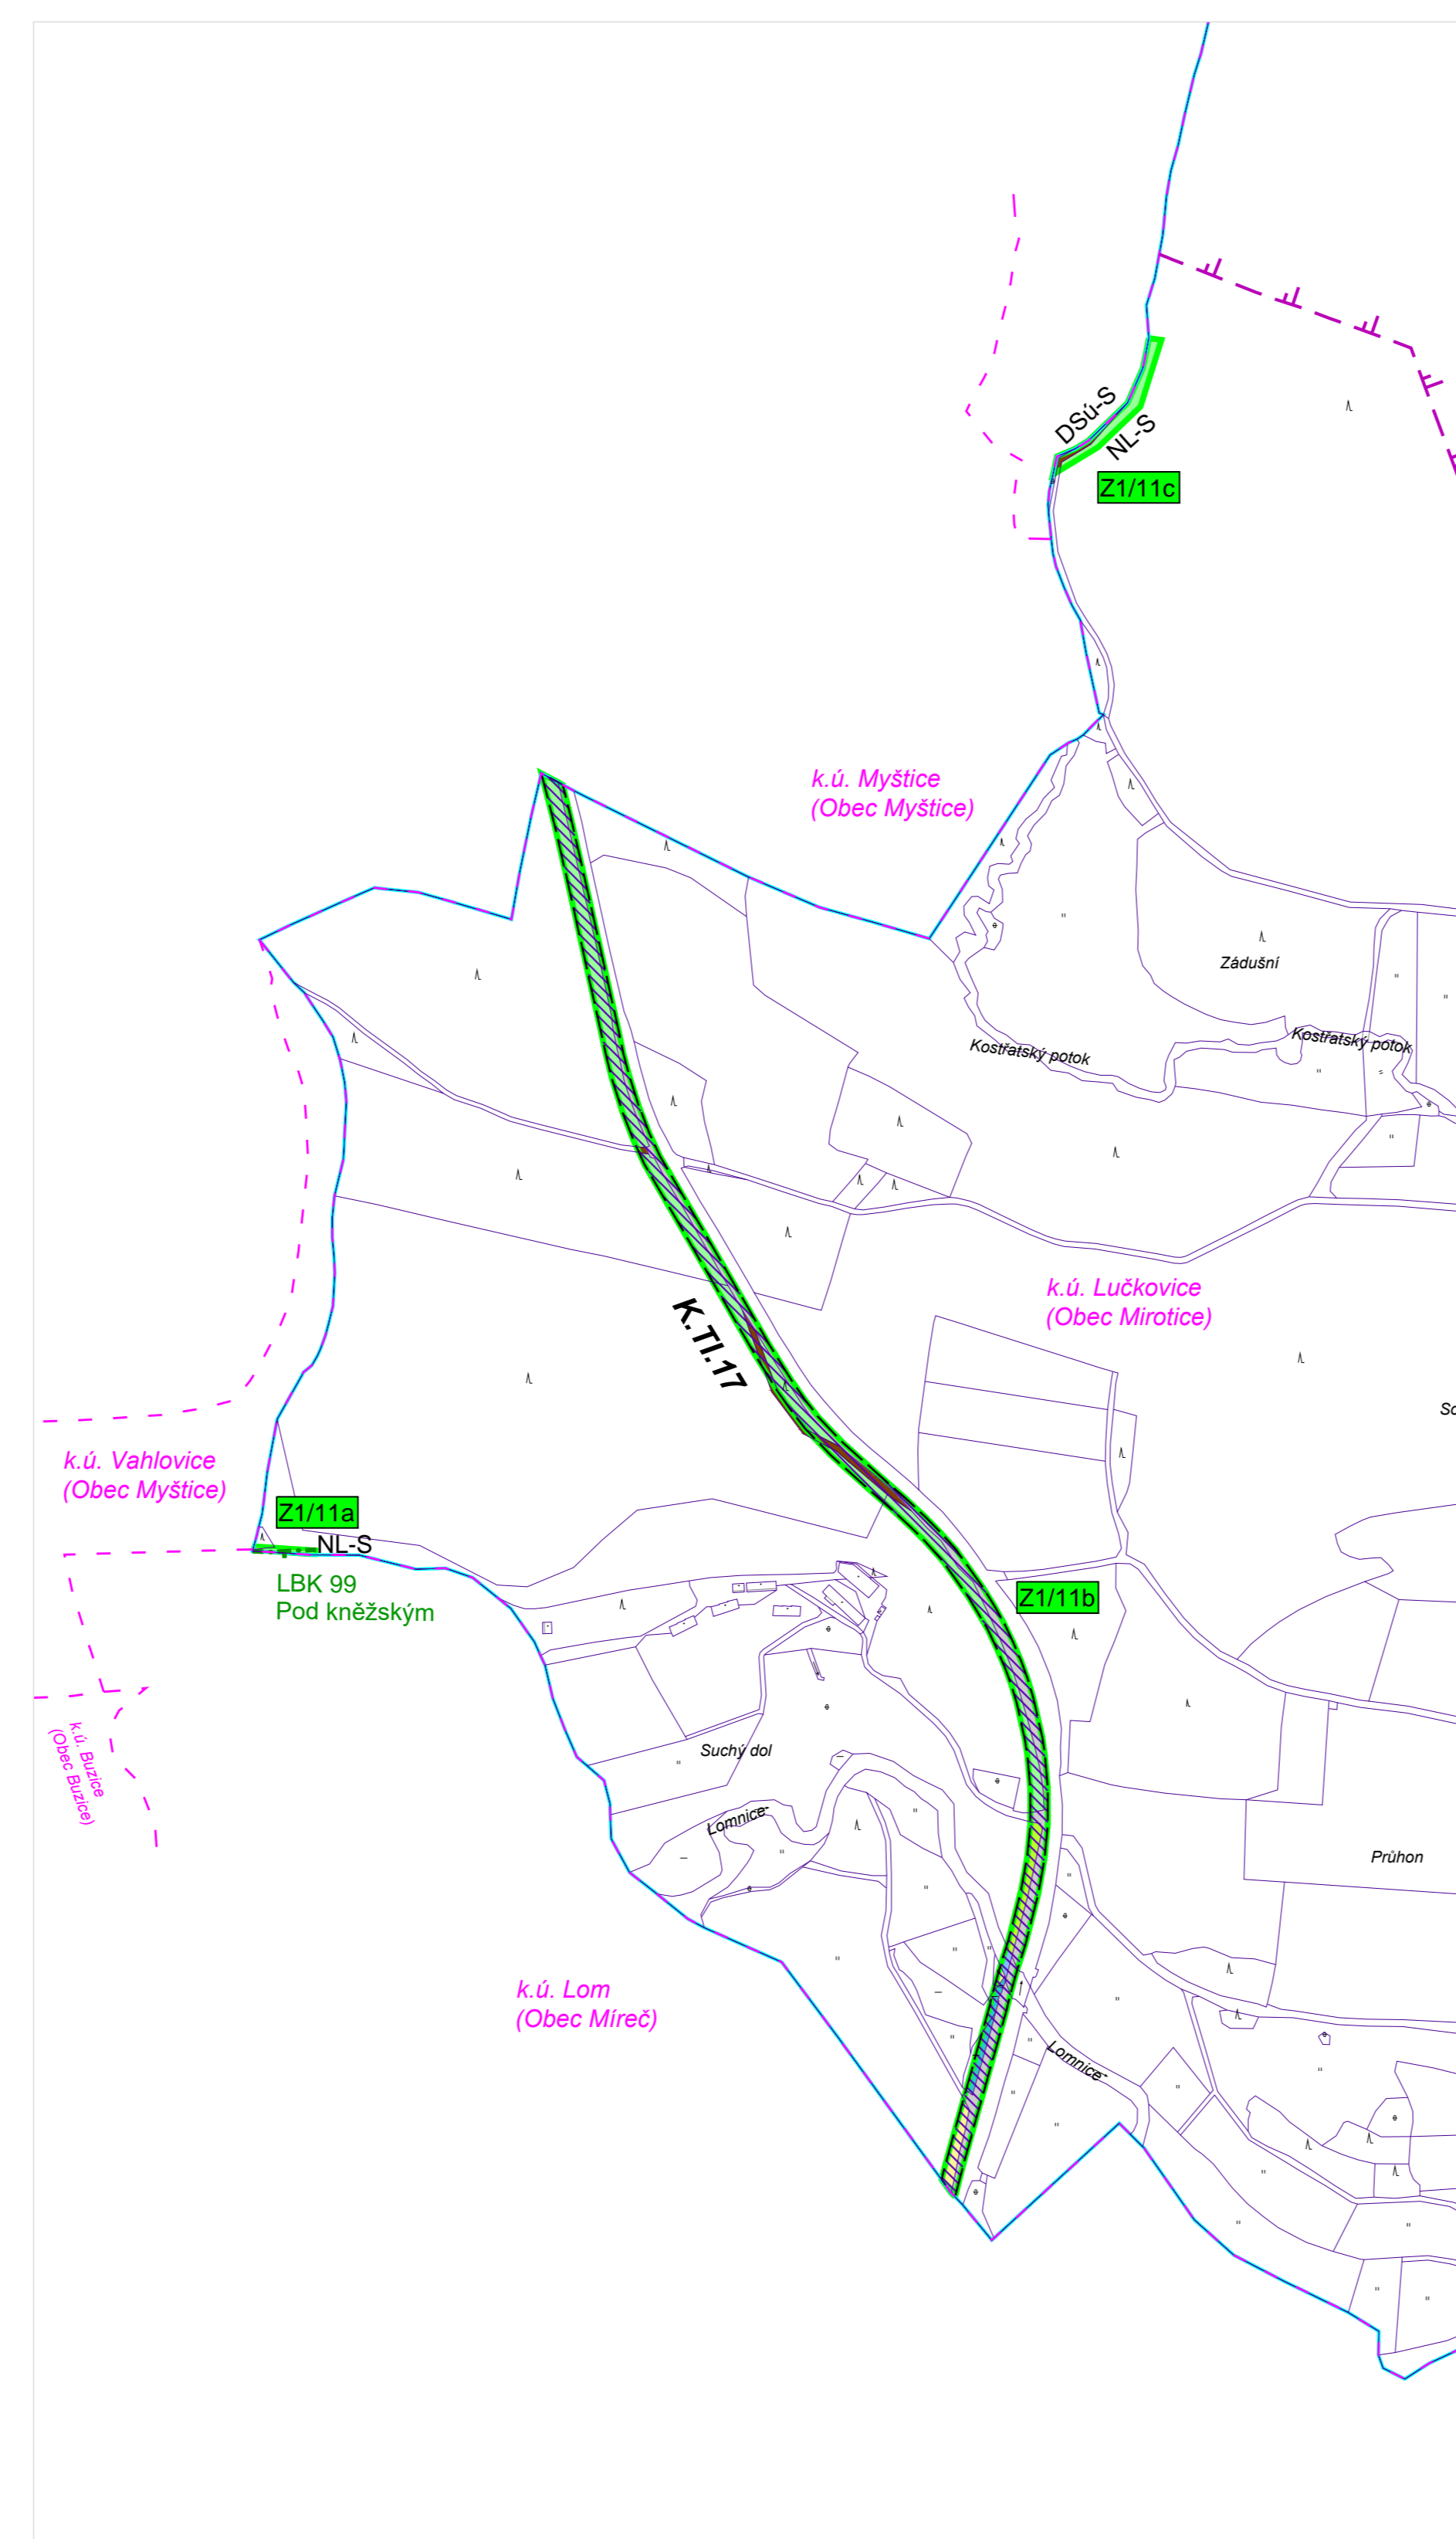 DSú-S
NL-S
Z1/11c
k.ú. Myštice
(Obec Myštice)
Zádušní
Kostřatský potok
Kostřatský potok
k.ú. Lučkovice
(Obec Mirotice)
K.TI.17
k.ú. Vahlovice
(Obec Myštice)
Z1/11a
NL-S
LBK 99
Pod kněžským
Z1/11b
k.ú. Buzice
(Obec Buzice)
Suchý dol
Lomnice
Průhon
k.ú. Lom
(Obec Míreč)
Lomnice